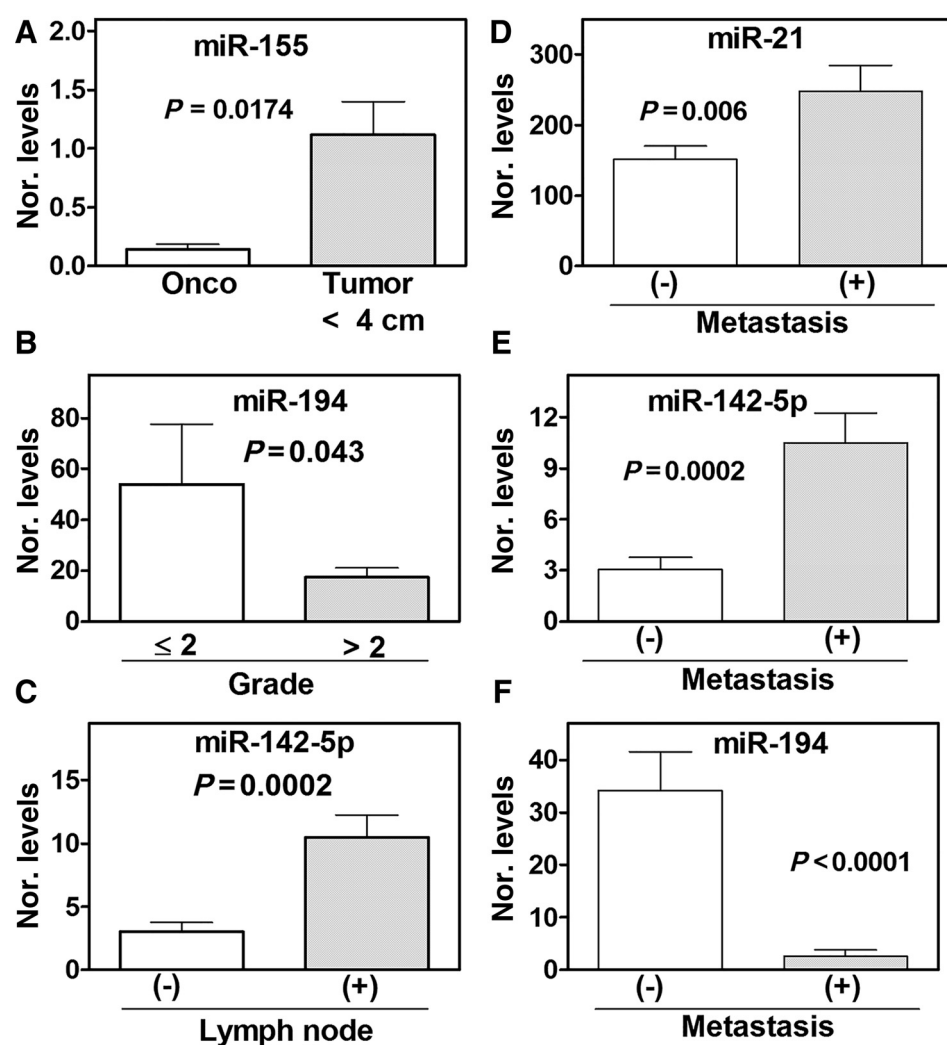 A
miR-155
P = 0.0174
Nor. levels
2.0
1.5
1.0
0.5
0.0
Onco
Tumor
< 4 cm
B
miR-194
P = 0.043
Nor. levels
80
60
40
20
0
≤ 2
> 2
Grade
C
miR-142-5p
P = 0.0002
Nor. levels
15
10
5
0
(-)
(+)
Lymph node
D
miR-21
P = 0.006
Nor. levels
300
200
100
0
(-)
(+)
Metastasis
E
miR-142-5p
P = 0.0002
Nor. levels
12
9
6
3
0
(-)
(+)
Metastasis
F
miR-194
P < 0.0001
Nor. levels
40
30
20
10
0
(-)
(+)
Metastasis